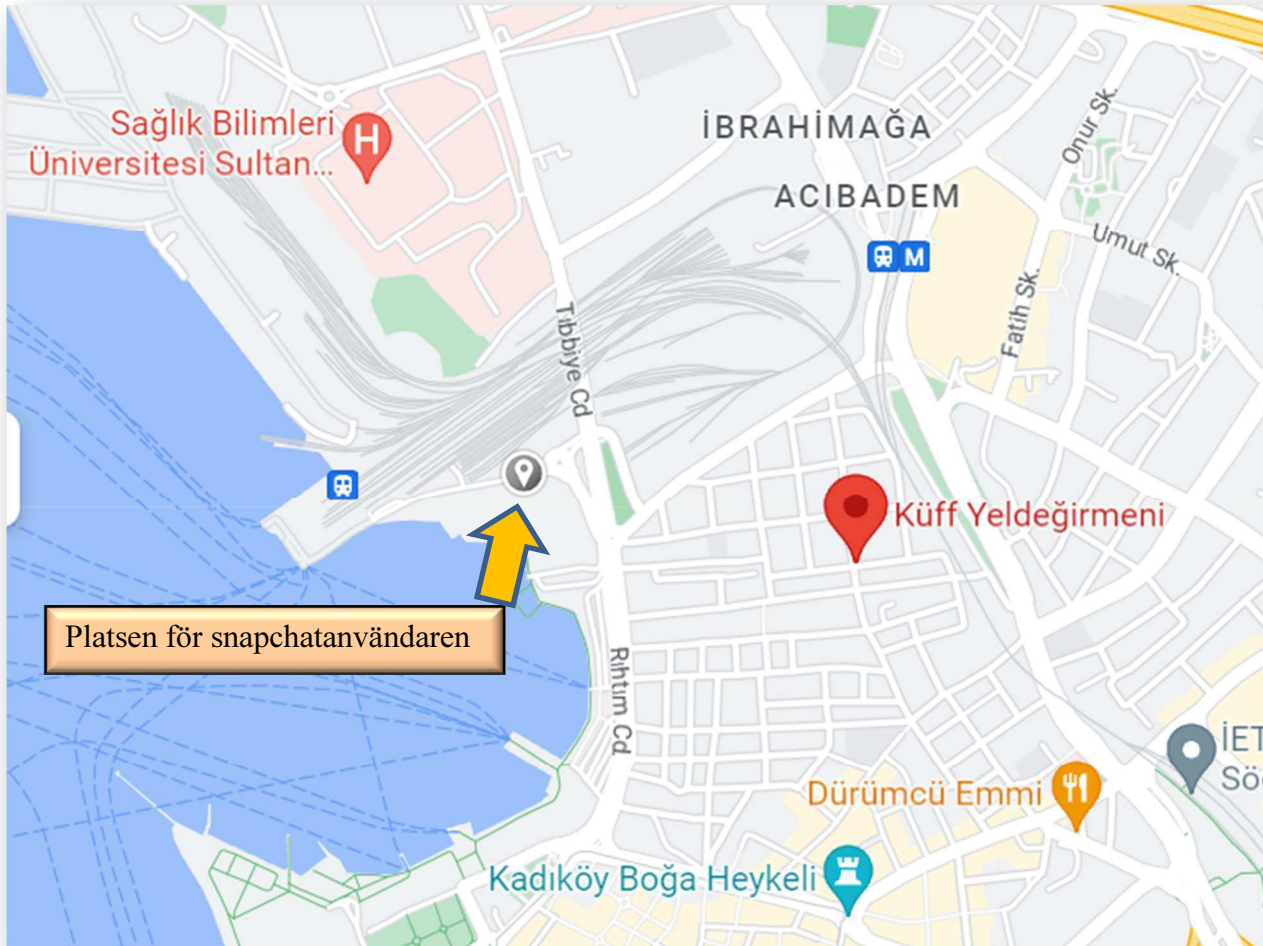 Sağlık Bilimleri
Üniversitesi Sultan...
H
İBRAHİMAĞA
ACIBADEM
M
Onur Sk.
Umut Sk.
Fatih Sk.
Tıbbiye Cd
Küff Yeldeğirmeni
Platsen för snapchatanvändaren
Rıhtım Cd.
İET
Sö
Dürümcü Emmi
Kadıköy Boğa Heykeli